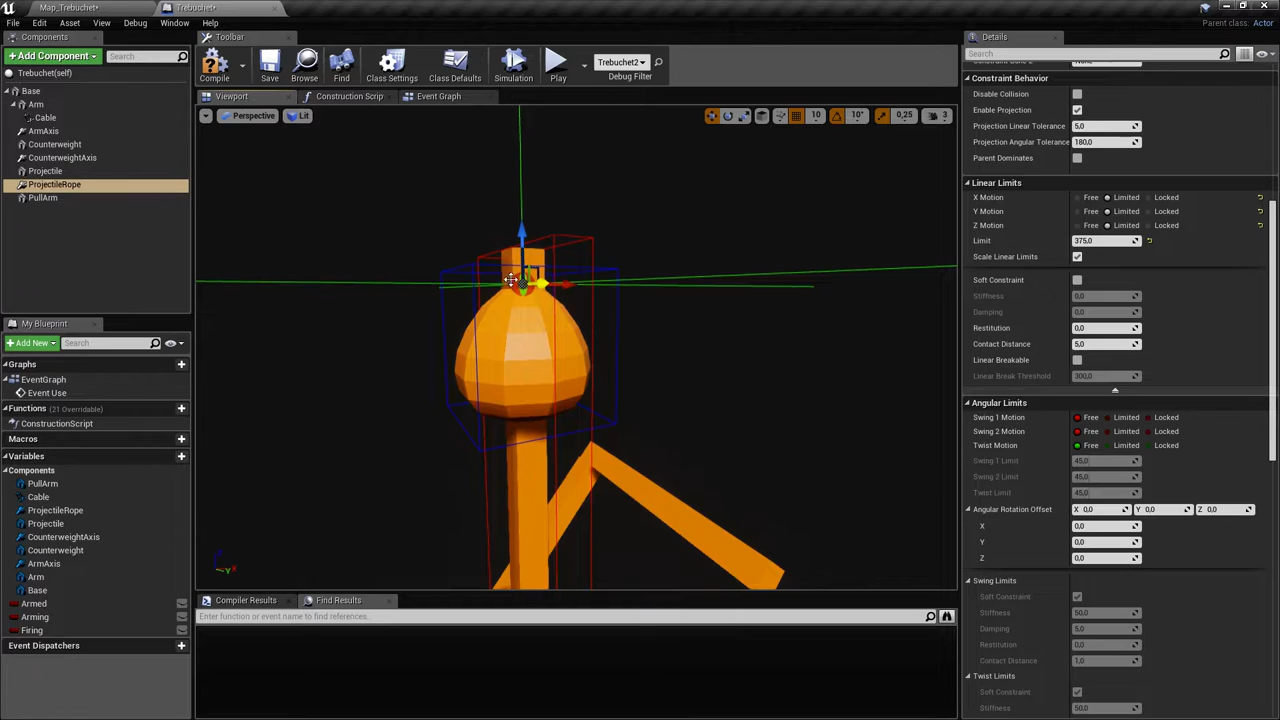 Map_Trebuchet*
Trebuchet*
File Edit Asset View Debug Window Help
Parent class: Actor
Components
+ Add Component
Search
Trebuchet(self)
Base
Arm
Cable
ArmAxis
Counterweight
CounterweightAxis
Projectile
ProjectileRope
PullArm
My Blueprint
Add New
Search
Graphs
EventGraph
Event Use
Functions (21 Overridable)
ConstructionScript
Macros
Variables
Components
PullArm
Cable
ProjectileRope
Projectile
CounterweightAxis
Counterweight
ArmAxis
Arm
Base
Armed
Arming
Firing
Event Dispatchers
Toolbar
Compile
Save
Browse
Find
Class Settings
Class Defaults
Simulation
Play
Trebuchet2
Debug Filter
Viewport
Construction Scrip
Event Graph
Perspective
Lit
10
10°
0,25
3
Compiler Results
Find Results
Enter function or event name to find references...
Details
Search
Constraint Behavior
Disable Collision
Enable Projection
Projection Linear Tolerance 5,0
Projection Angular Tolerance 180,0
Parent Dominates
Linear Limits
X Motion Free Limited Locked
Y Motion Free Limited Locked
Z Motion Free Limited Locked
Limit 375,0
Scale Linear Limits
Soft Constraint
Stiffness 0,0
Damping 0,0
Restitution 0,0
Contact Distance 5,0
Linear Breakable
Linear Break Threshold 300,0
Angular Limits
Swing 1 Motion Free Limited Locked
Swing 2 Motion Free Limited Locked
Twist Motion Free Limited Locked
Swing 1 Limit 45,0
Swing 2 Limit 45,0
Twist Limit 45,0
Angular Rotation Offset X 0,0 Y 0,0 Z 0,0
X 0,0
Y 0,0
Z 0,0
Swing Limits
Soft Constraint
Stiffness 50,0
Damping 5,0
Restitution 0,0
Contact Distance 1,0
Twist Limits
Soft Constraint
Stiffness 50,0